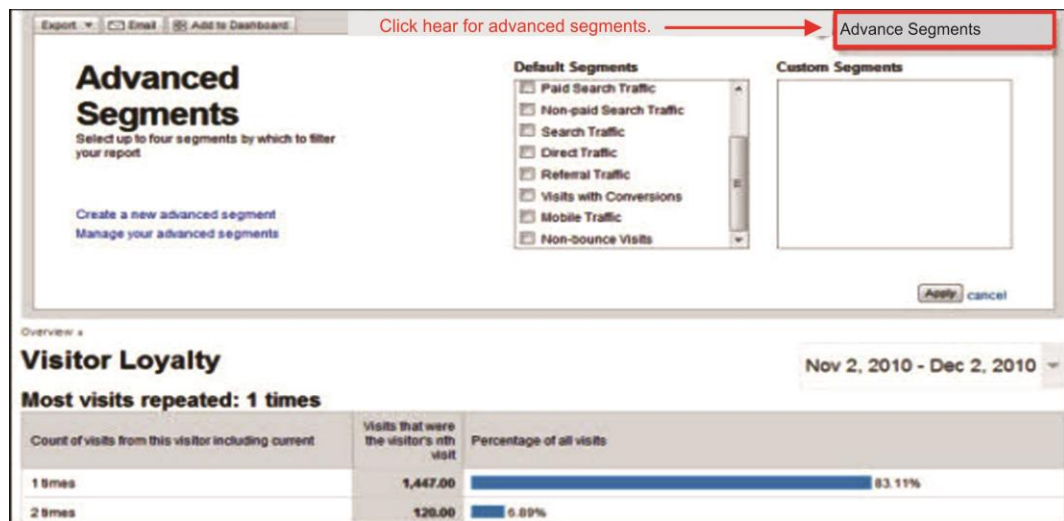 Export Email Add to Dashboard
Click hear for advanced segments.
Advance Segments
Advanced
Segments
Select up to four segments by which to filter
your report
Create a new advanced segment
Manage your advanced segments
Default Segments
Paid Search Traffic
Non-paid Search Traffic
Search Traffic
Direct Traffic
Referral Traffic
Visits with Conversions
Mobile Traffic
Non-bounce Visits
Custom Segments
Apply cancel
Overview »
Visitor Loyalty
Nov 2, 2010 - Dec 2, 2010
Most visits repeated: 1 times
Count of visits from this visitor including current
Visits that were
the visitor's nth
visit
Percentage of all visits
1 times 1,447.00 83.11%
2 times 120.00 6.89%